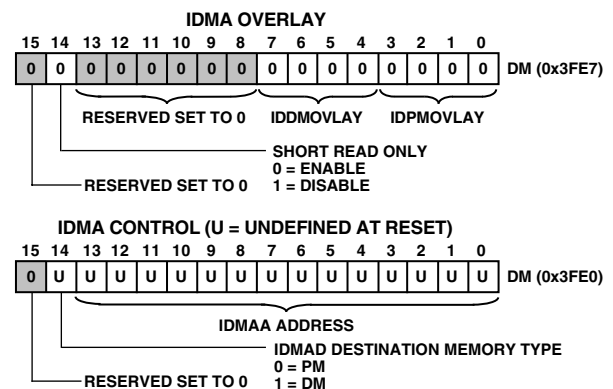 IDMA OVERLAY
15 14 13 12 11 10 9 8 7 6 5 4 3 2 1 0
0 0 0 0 0 0 0 0 0 0 0 0 0 0 0 0 DM (0x3FE7)
RESERVED SET TO 0 IDDMOVLAY IDPMOVLAY
SHORT READ ONLY
0 = ENABLE
RESERVED SET TO 0 1 = DISABLE
IDMA CONTROL (U = UNDEFINED AT RESET)
15 14 13 12 11 10 9 8 7 6 5 4 3 2 1 0
0 U U U U U U U U U U U U U U U DM (0x3FE0)
IDMAA ADDRESS
IDMAD DESTINATION MEMORY TYPE
0 = PM
RESERVED SET TO 0 1 = DM